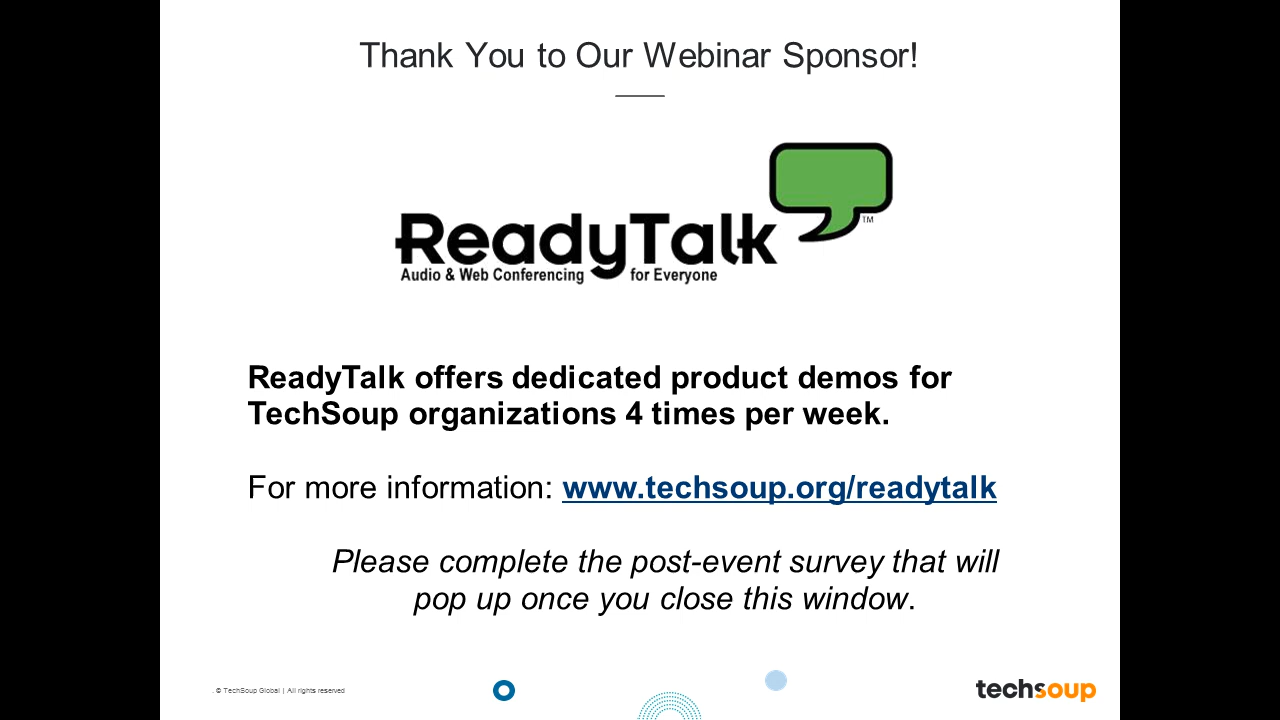 Thank You to Our Webinar Sponsor!
ReadyTalk
TM
Audio & Web Conferencing for Everyone
ReadyTalk offers dedicated product demos for
TechSoup organizations 4 times per week.
For more information: www.techsoup.org/readytalk
Please complete the post-event survey that will
pop up once you close this window.
. © TechSoup Global | All rights reserved
techsoup